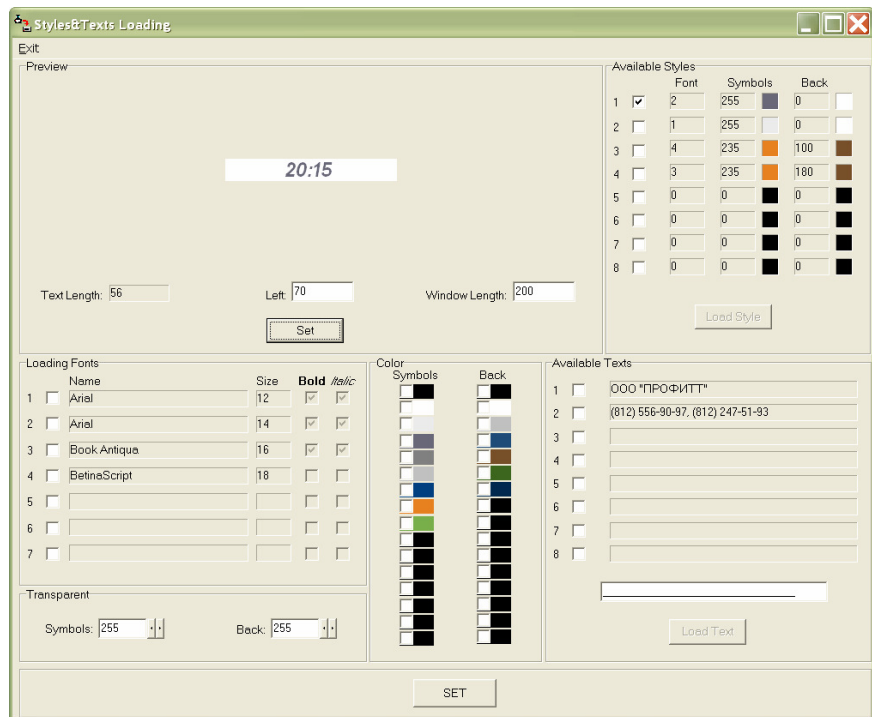 Styles&Texts Loading
Exit
Preview
20:15
Text Length: 56
Left: 70
Window Length: 200
Set
Available Styles
Font Symbols Back
1 2 255 0
2 1 255 0
3 4 235 100
4 3 235 180
5 0 0 0
6 0 0 0
7 0 0 0
8 0 0 0
Load Style
Loading Fonts
Name Size Bold Italic
1 Arial 12
2 Arial 14
3 Book Antiqua 16
4 BetinaScript 18
5
6
7
Transparent
Symbols: 255
Back: 255
Color
Symbols Back
Available Texts
1 ООО "ПРОФИТТ"
2 (812) 556-90-97, (812) 247-51-93
3
4
5
6
7
8
Load Text
SET